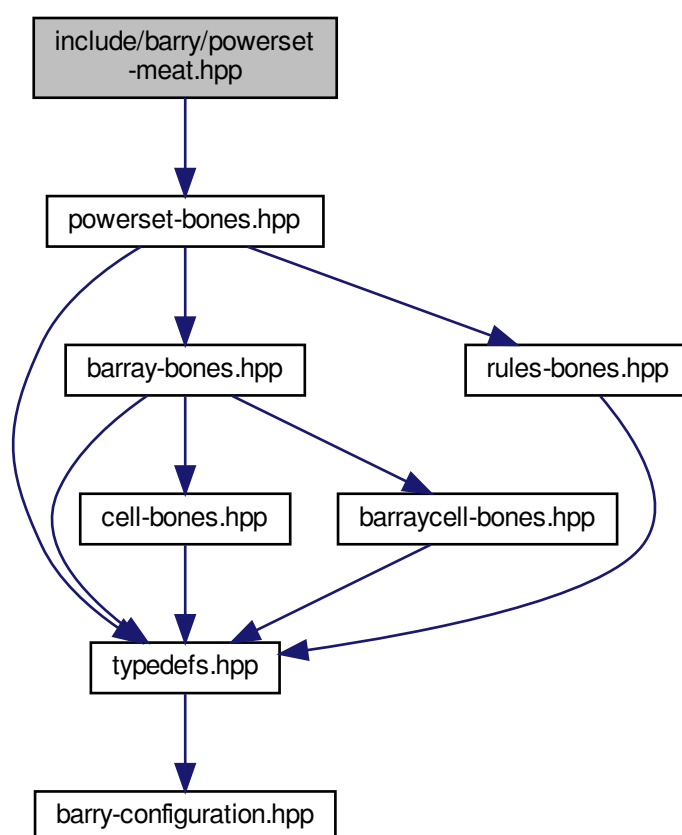 include/barry/powerset
-meat.hpp
powerset-bones.hpp
barray-bones.hpp
rules-bones.hpp
cell-bones.hpp
barraycell-bones.hpp
typedefs.hpp
barry-configuration.hpp